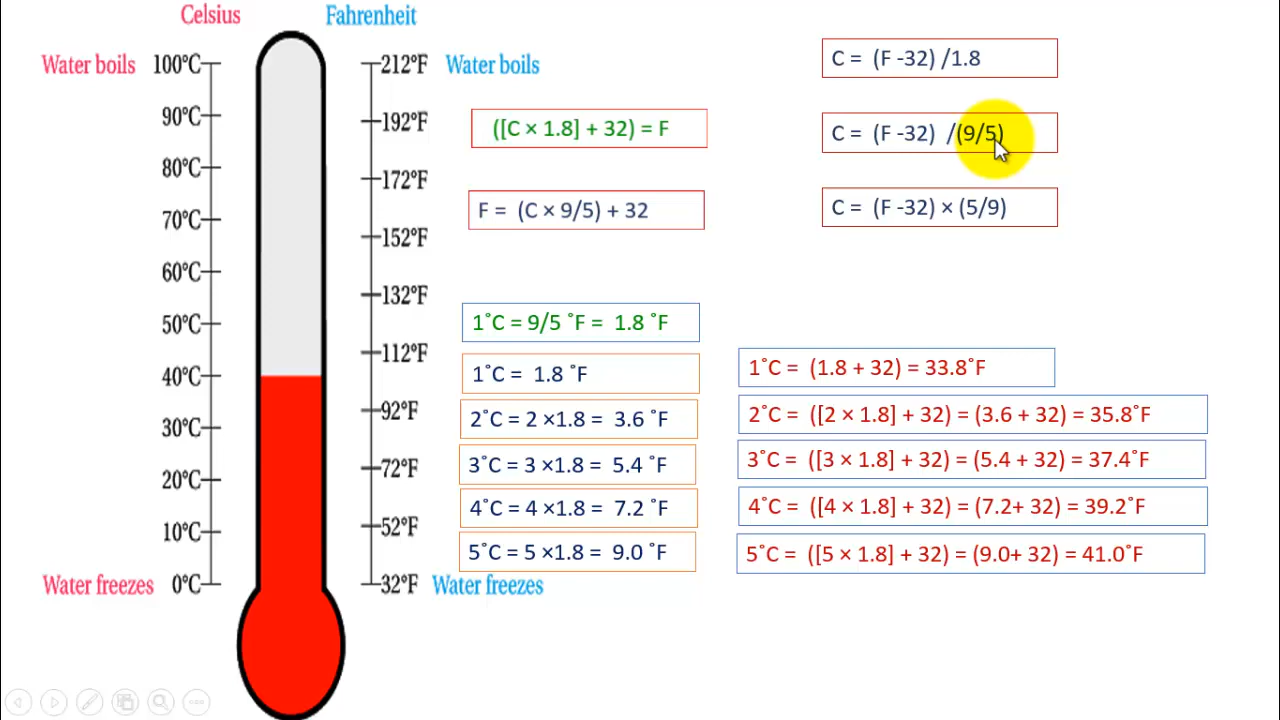 Celsius
Fahrenheit
Water boils 100°C
212°F Water boils
90°C
192°F
80°C
172°F
70°C
152°F
60°C
132°F
50°C
112°F
40°C
92°F
30°C
72°F
20°C
52°F
10°C
Water freezes 0°C
32°F Water freezes
([C × 1.8] + 32) = F
F = (C × 9/5) + 32
C = (F -32) /1.8
C = (F -32) /(9/5)
C = (F -32) × (5/9)
1˚C = 9/5 ˚F = 1.8 ˚F
1˚C = 1.8 ˚F
2˚C = 2 ×1.8 = 3.6 ˚F
3˚C = 3 ×1.8 = 5.4 ˚F
4˚C = 4 ×1.8 = 7.2 ˚F
5˚C = 5 ×1.8 = 9.0 ˚F
1˚C = (1.8 + 32) = 33.8˚F
2˚C = ([2 × 1.8] + 32) = (3.6 + 32) = 35.8˚F
3˚C = ([3 × 1.8] + 32) = (5.4 + 32) = 37.4˚F
4˚C = ([4 × 1.8] + 32) = (7.2+ 32) = 39.2˚F
5˚C = ([5 × 1.8] + 32) = (9.0+ 32) = 41.0˚F